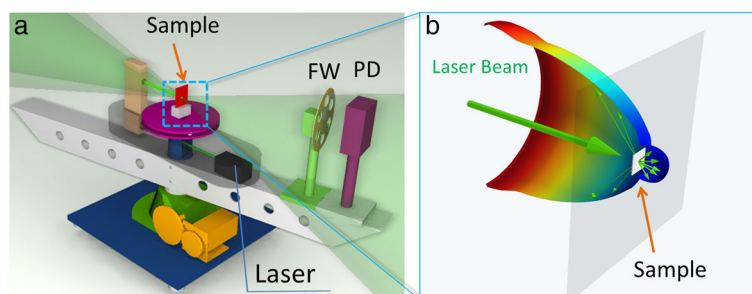 a
Sample
FW PD
Laser
b
Laser Beam
Sample